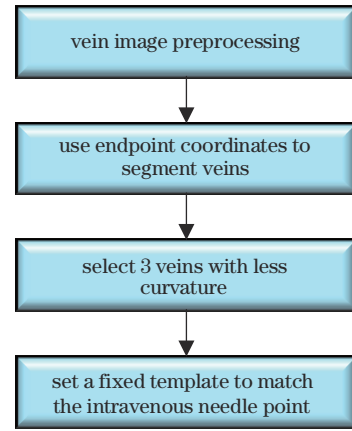 vein image preprocessing
use endpoint coordinates to
segment veins
select 3 veins with less
curvature
set a fixed template to match
the intravenous needle point